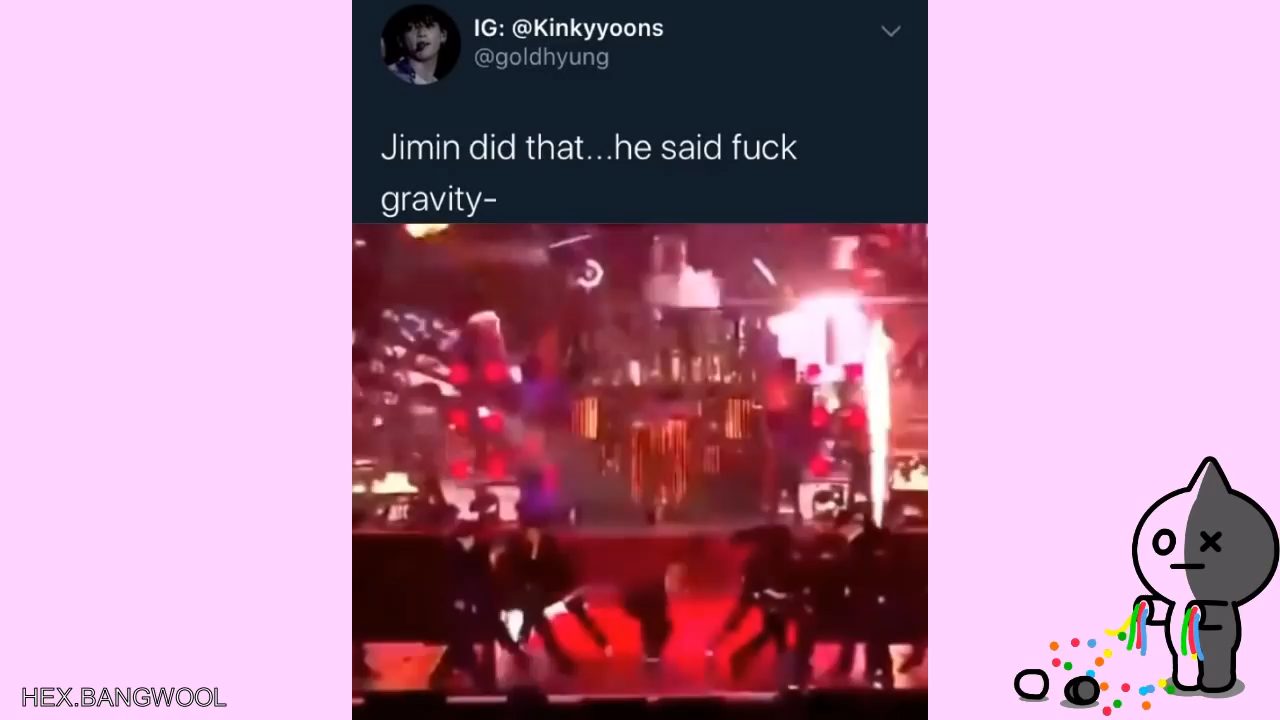 IG: @Kinkyyoons
@goldhyung
Jimin did that...he said fuck
gravity-
HEX.BANGWOOL